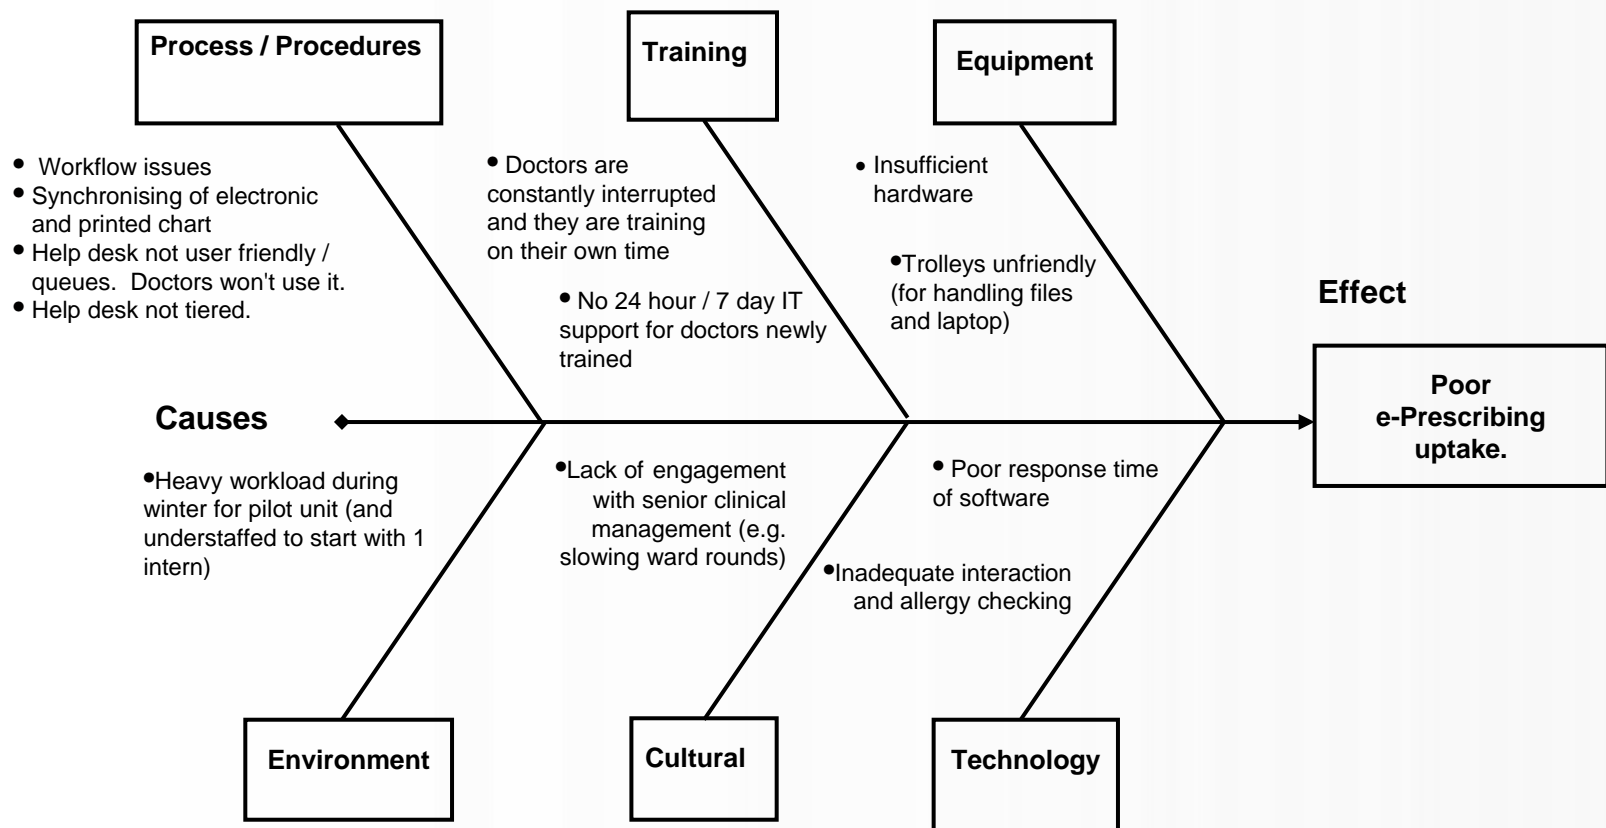 Process / Procedures
Training
Equipment
• Workflow issues
• Synchronising of electronic
and printed chart
• Help desk not user friendly /
queues.  Doctors won't use it.
• Help desk not tiered.
• Doctors are
constantly interrupted
and they are training
on their own time
• No 24 hour / 7 day IT
support for doctors newly
trained
• Insufficient
hardware
•Trolleys unfriendly
(for handling files
and laptop)
Effect
Poor
e-Prescribing
uptake.
Causes
•Heavy workload during
winter for pilot unit (and
understaffed to start with 1
intern)
•Lack of engagement
with senior clinical
management (e.g.
slowing ward rounds)
• Poor response time
of software
•Inadequate interaction
and allergy checking
Environment
Cultural
Technology